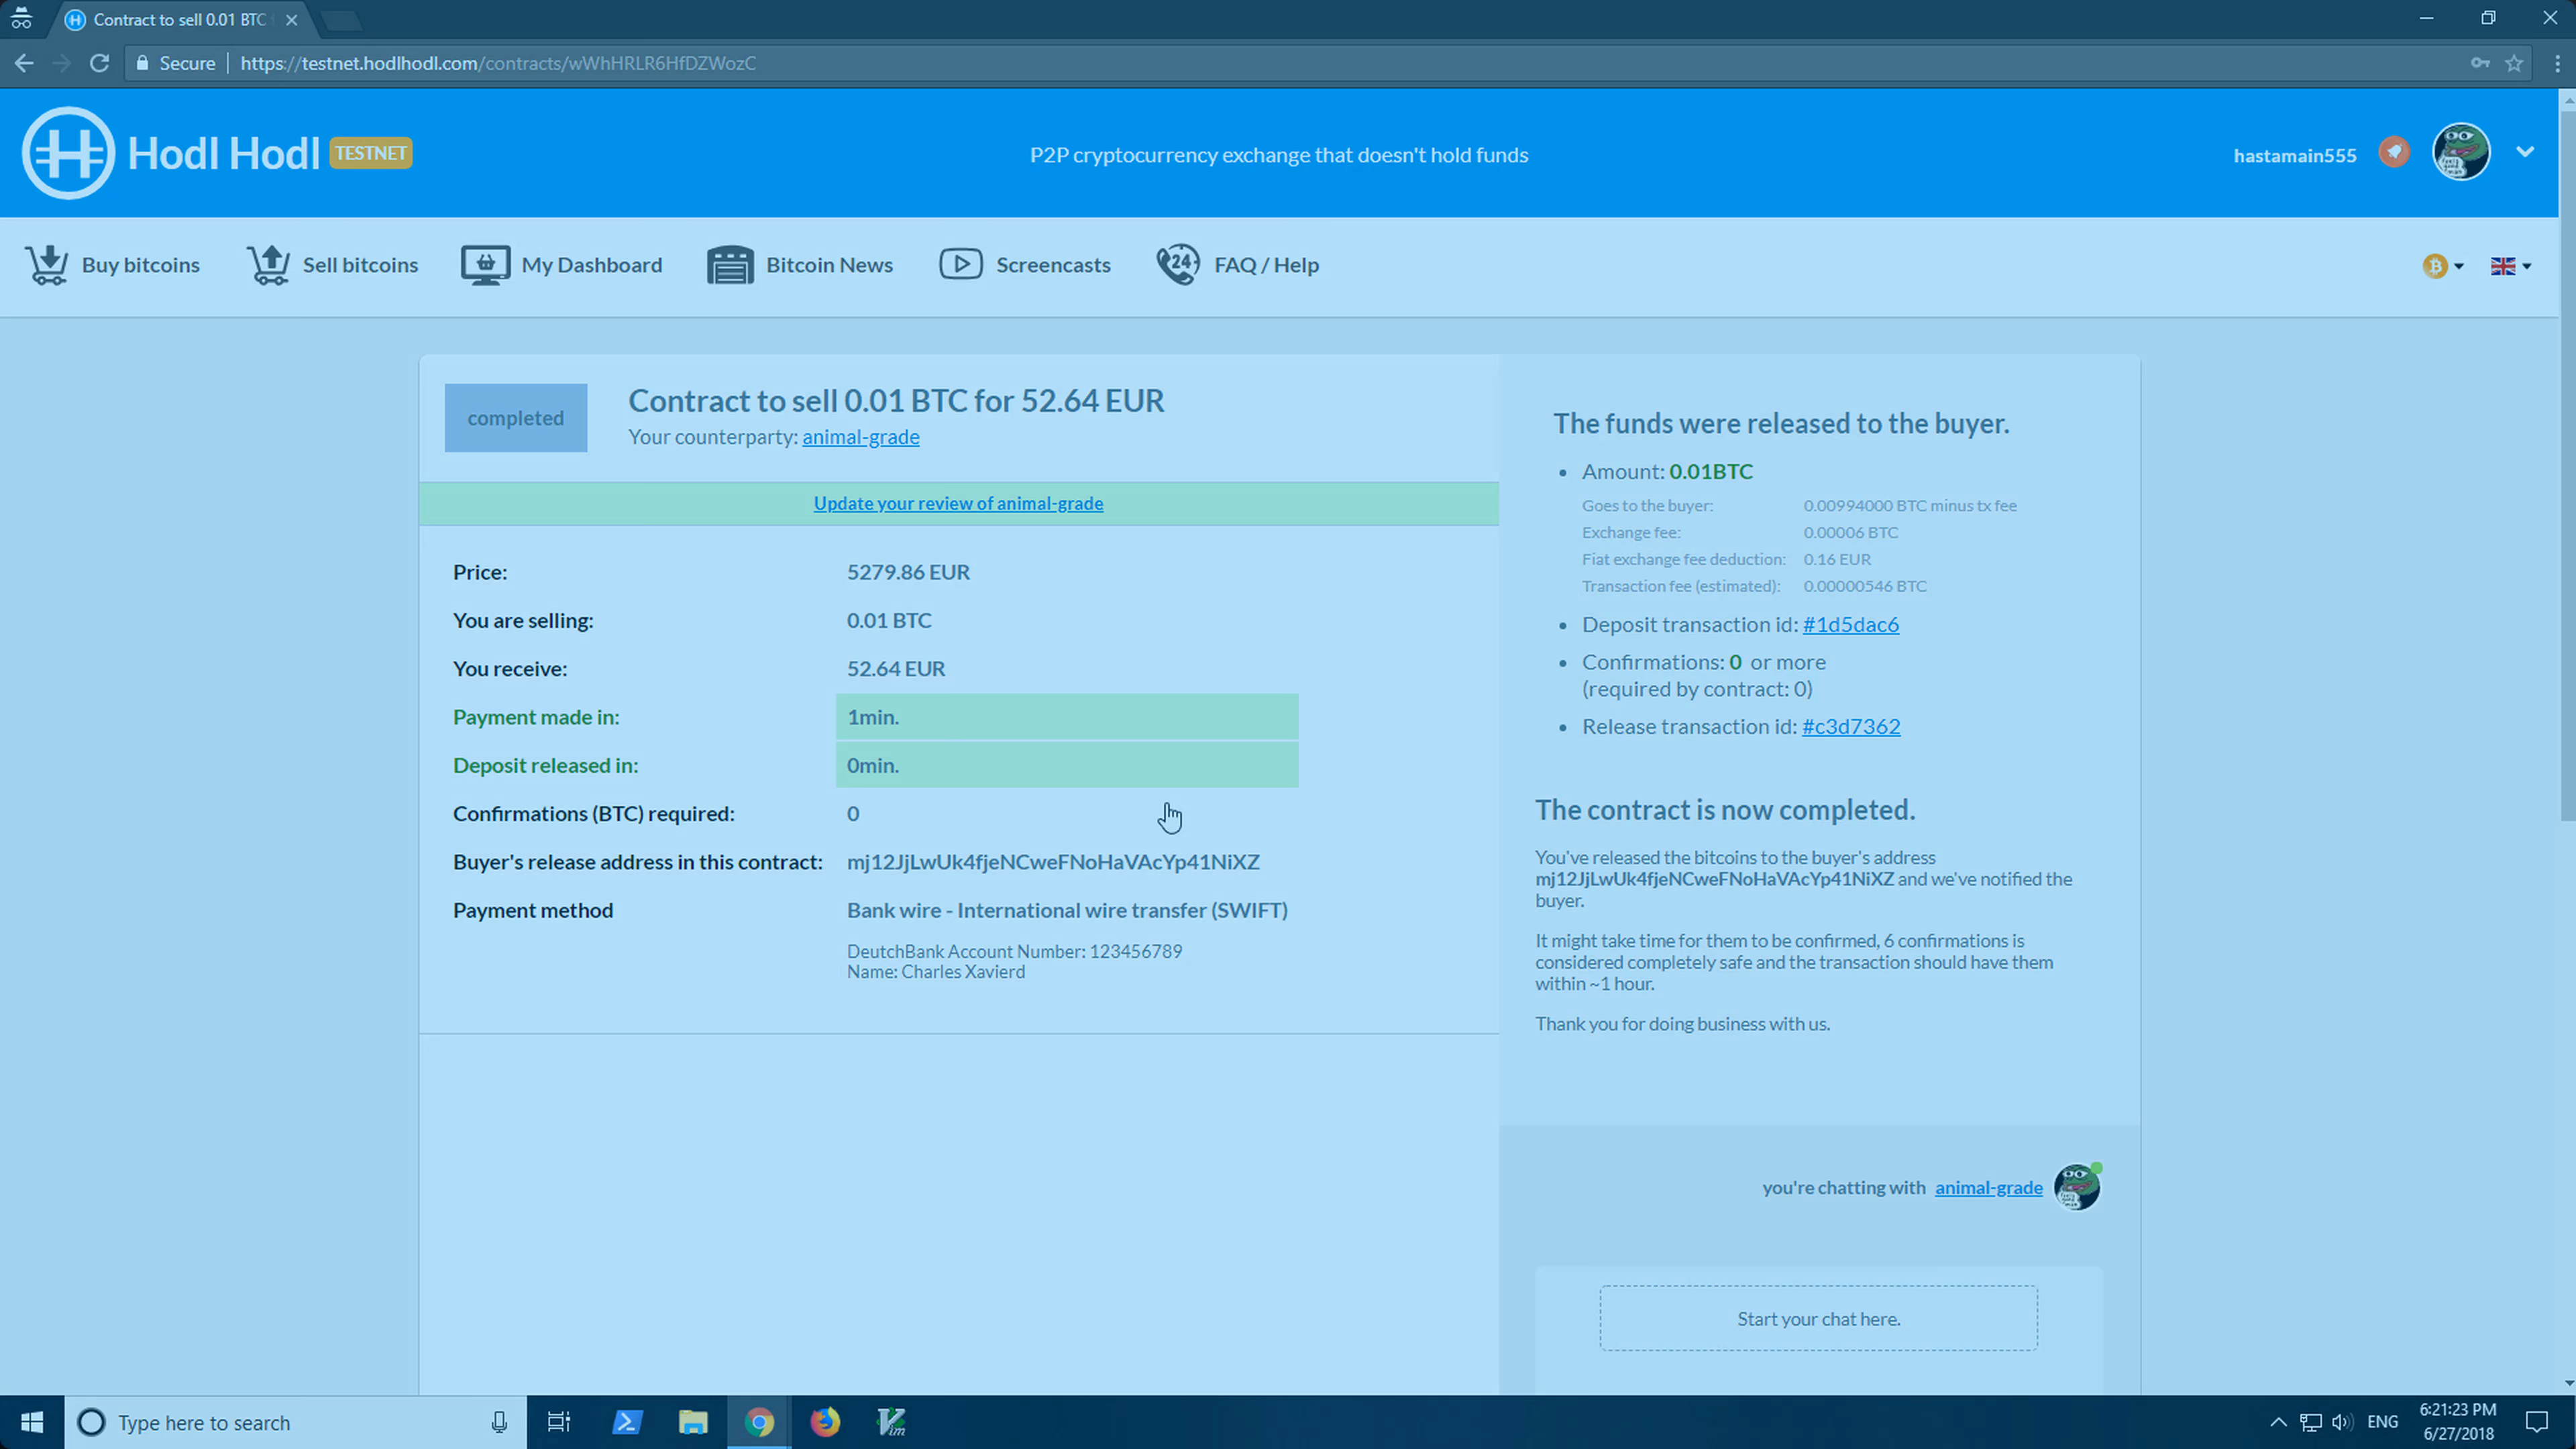 Contract to sell 0.01 BTC
Secure
https://testnet.hodlhodl.com/contracts/wWhHRLR6HfDZWozC
Hodl Hodl TESTNET
P2P cryptocurrency exchange that doesn't hold funds
hastamain555
Buy bitcoins
Sell bitcoins
My Dashboard
Bitcoin News
Screencasts
24
FAQ / Help
completed
Contract to sell 0.01 BTC for 52.64 EUR
Your counterparty: animal-grade
Update your review of animal-grade
Price: 5279.86 EUR
You are selling: 0.01 BTC
You receive: 52.64 EUR
Payment made in: 1min.
Deposit released in: 0min.
Confirmations (BTC) required: 0
Buyer's release address in this contract: mj12JjLwUk4fjeNCweFNoHaVAcYp41NiXZ
Payment method Bank wire - International wire transfer (SWIFT)
DeutchBank Account Number: 123456789
Name: Charles Xavierd
The funds were released to the buyer.
Amount: 0.01BTC
Goes to the buyer: 0.00994000 BTC minus tx fee
Exchange fee: 0.00006 BTC
Fiat exchange fee deduction: 0.16 EUR
Transaction fee (estimated): 0.00000546 BTC
Deposit transaction id: #1d5dac6
Confirmations: 0 or more
(required by contract: 0)
Release transaction id: #c3d7362
The contract is now completed.
You've released the bitcoins to the buyer's address
mj12JjLwUk4fjeNCweFNoHaVAcYp41NiXZ and we've notified the
buyer.
It might take time for them to be confirmed, 6 confirmations is
considered completely safe and the transaction should have them
within ~1 hour.
Thank you for doing business with us.
you're chatting with animal-grade
Start your chat here.
Type here to search
ENG
6:21:23 PM
6/27/2018